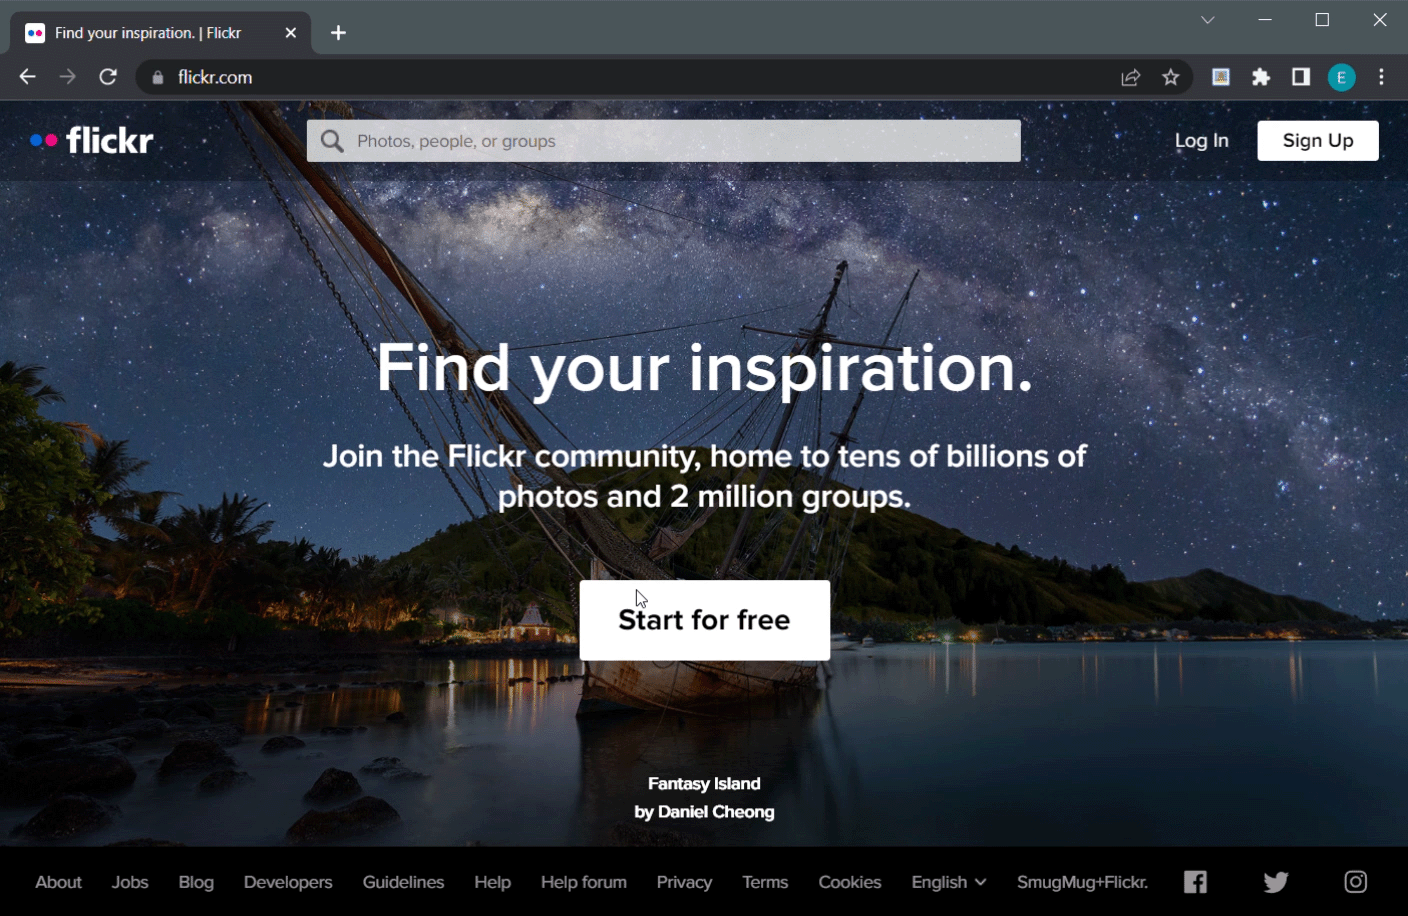 Find your inspiration. | Flickr
flickr.com
E
flickr
Photos, people, or groups
Log In
Sign Up
Find your inspiration.
Join the Flickr community, home to tens of billions of
photos and 2 million groups.
Start for free
Fantasy Island
by Daniel Cheong
About Jobs Blog Developers Guidelines Help Help forum Privacy Terms Cookies English SmugMug+Flickr.